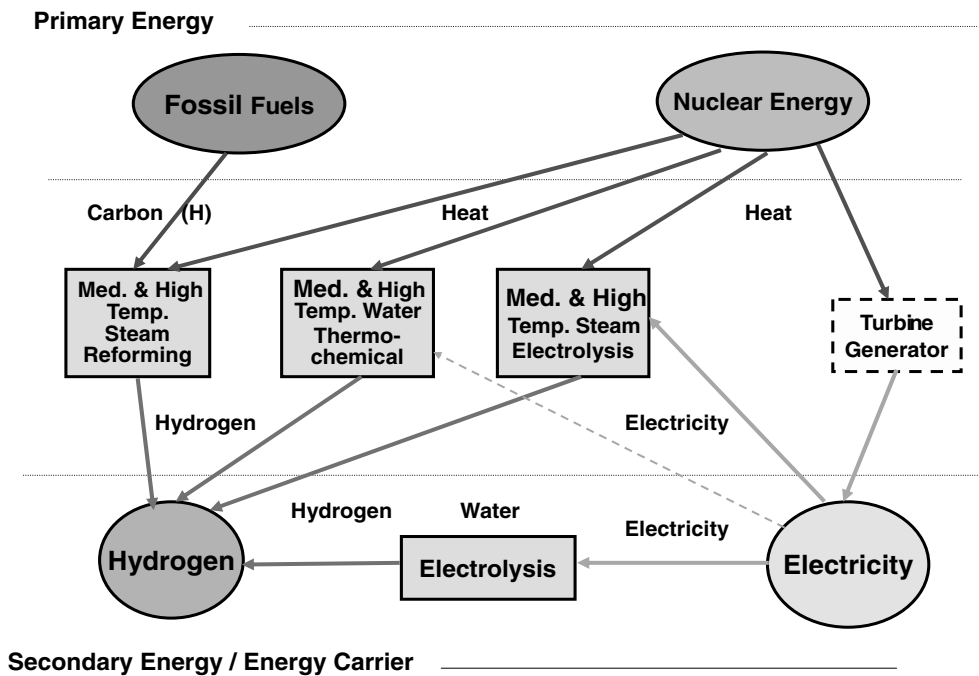 Primary Energy
Fossil Fuels
Nuclear Energy
Carbon (H)
Heat
Heat
Med. & High
Temp.
Steam
Reforming
Med. & High
Temp. Water
Thermo-
chemical
Med. & High
Temp. Steam
Electrolysis
Turbine
Generator
Hydrogen
Electricity
Hydrogen
Water
Electricity
Hydrogen
Electrolysis
Electricity
Secondary Energy / Energy Carrier